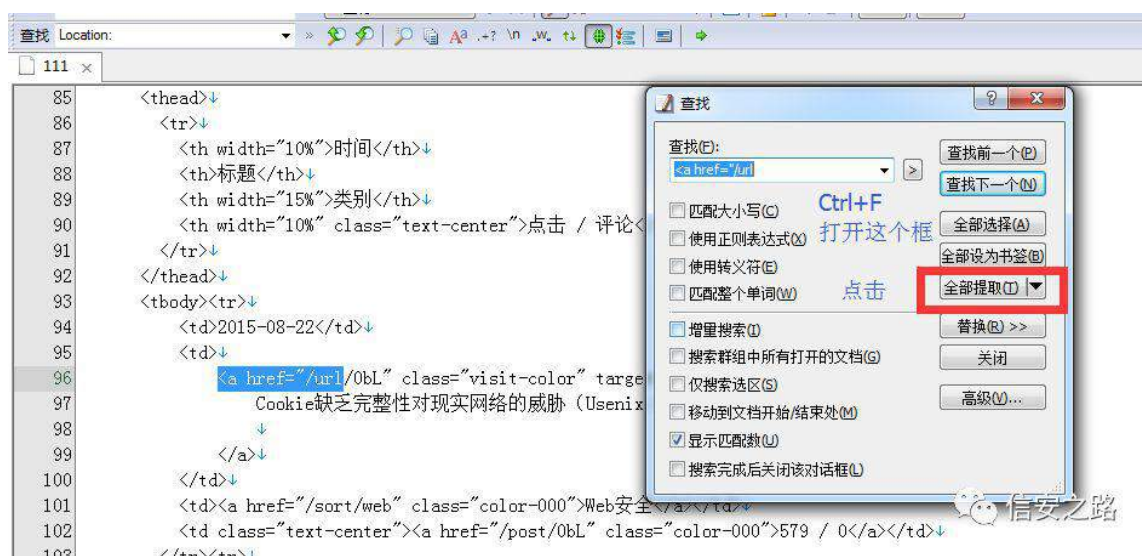 查找 Location:
» Aª .+? \n .W.
111 ×
85 <thead>↓
86 <tr>↓
87 <th width="10%">时间</th>↓
88 <th>标题</th>↓
89 <th width="15%">类别</th>↓
90 <th width="10%" class="text-center">点击 / 评论<
91 </tr>↓
92 </thead>↓
93 <tbody><tr>↓
94 <td>2015-08-22</td>↓
95 <td>↓
96 <a href="/url/0bL" class="visit-color" targe
97 Cookie缺乏完整性对现实网络的威胁（Usenix
98 ↓
99 </a>↓
100 </td>↓
101 <td><a href="/sort/web" class="color-000">Web安全</a></td>↓
102 <td class="text-center"><a href="/post/0bL" class="color-000">579 / 0</a></td>↓
103 </tr><tr>↓
查找
查找(F):
<a href="/url
>
匹配大小写(C)
使用正则表达式(X)
使用转义符(E)
匹配整个单词(W)
增量搜索(I)
搜索群组中所有打开的文档(G)
仅搜索选区(S)
移动到文档开始/结束处(M)
显示匹配数(U)
搜索完成后关闭该对话框(L)
查找前一个(P)
查找下一个(N)
全部选择(A)
全部设为书签(B)
全部提取(T)
替换(R) >>
关闭
高级(V)...
Ctrl+F
打开这个框
点击
信安之路